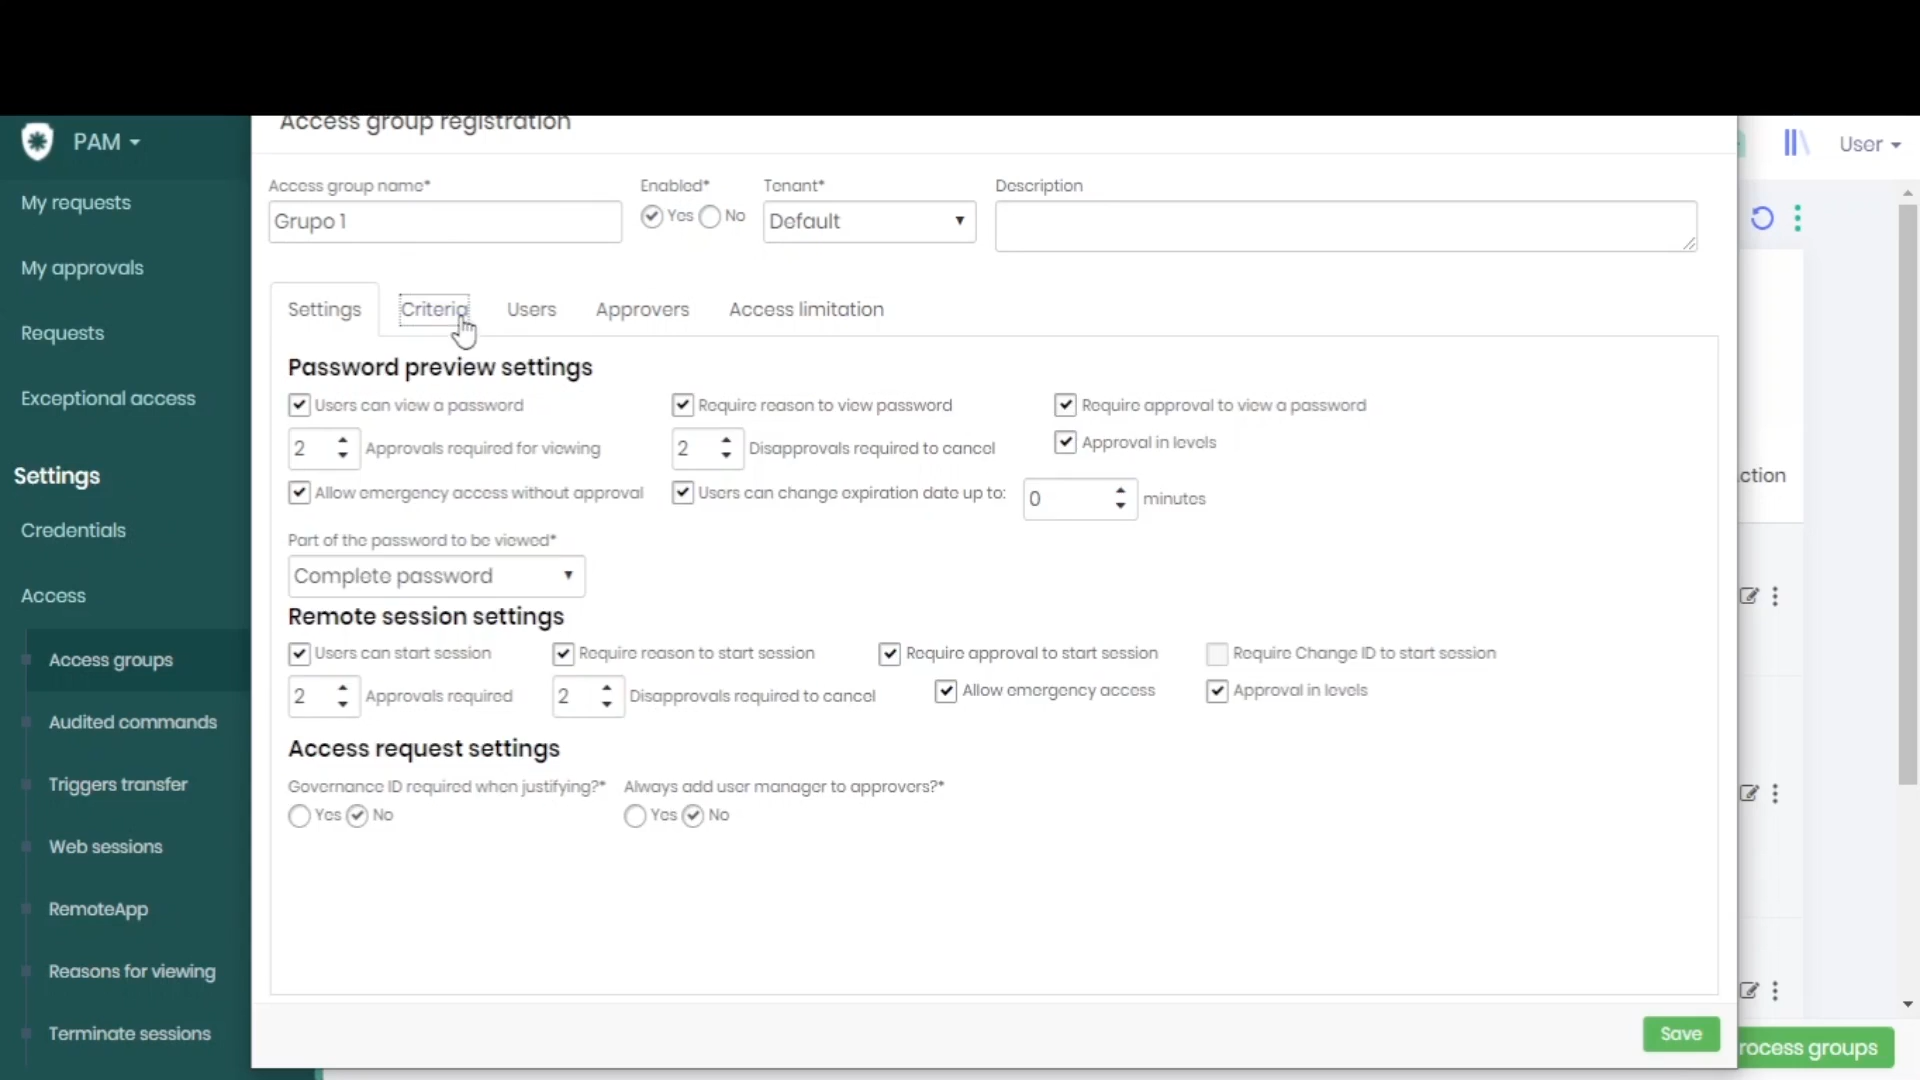 Access group registration
PAM
User
My requests
My approvals
Requests
Exceptional access
Settings
Credentials
Access
Access groups
Audited commands
Triggers transfer
Web sessions
RemoteApp
Reasons for viewing
Terminate sessions
Access group name*
Enabled*
Tenant*
Description
Grupo 1
Yes No
Default
Settings Criteria Users Approvers Access limitation
Password preview settings
Users can view a password Require reason to view password Require approval to view a password
2 Approvals required for viewing 2 Disapprovals required to cancel Approval in levels
Allow emergency access without approval Users can change expiration date up to: 0 minutes
Part of the password to be viewed*
Complete password
Remote session settings
Users can start session Require reason to start session Require approval to start session Require Change ID to start session
2 Approvals required 2 Disapprovals required to cancel Allow emergency access Approval in levels
Access request settings
Governance ID required when justifying?* Always add user manager to approvers?*
Yes No Yes No
Save
ction
rocess groups